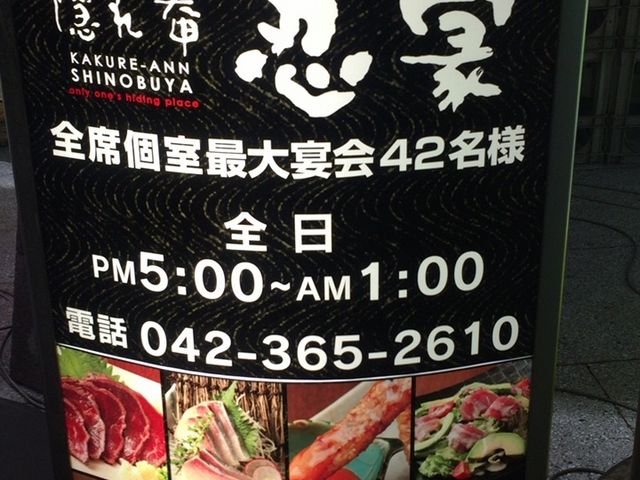 隠れ菴
忍家
KAKURE-ANN
SHINOBUYA
only one's hiding place
全席個室最大宴会42名様
全日
PM5:00~AM1:00
電話 042-365-2610